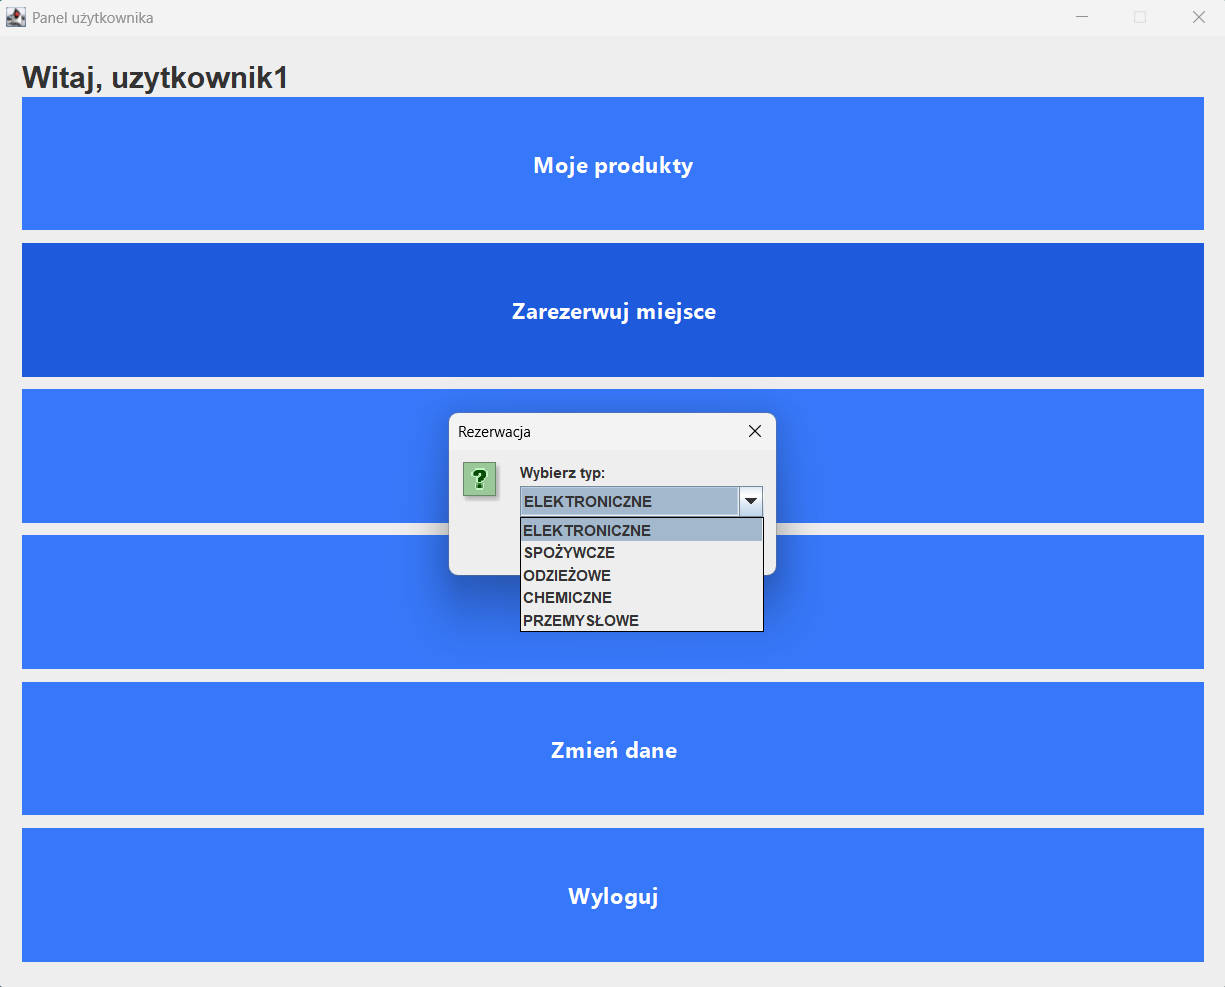 Panel użytkownika
Witaj, uzytkownik1
Moje produkty
Zarezerwuj miejsce
Rezerwacja
?
Wybierz typ:
ELEKTRONICZNE
ELEKTRONICZNE
SPOŻYWCZE
ODZIEŻOWE
CHEMICZNE
PRZEMYSŁOWE
Zmień dane
Wyloguj